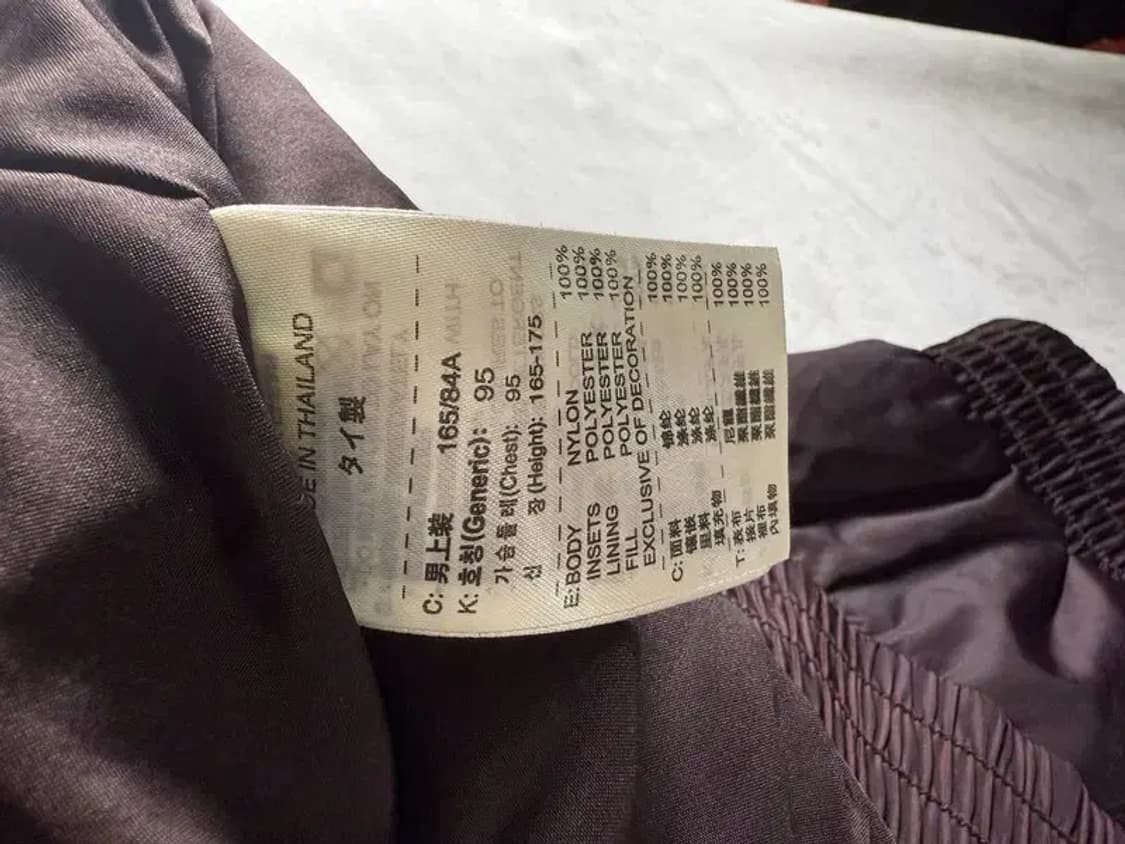 DE IN THAILAND
タイ製
C: 男上装 165/84A
K: 호칭(Generic): 95
가슴둘레(Chest): 95
신 장 (Height): 165-175
E: BODY NYLON 100%
INSETS POLYESTER 100%
LINING POLYESTER 100%
FILL POLYESTER 100%
EXCLUSIVE OF DECORATION
C: 面料 锦纶 100%
镶嵌 涤纶 100%
里料 涤纶 100%
填充物 涤纶 100%
T: 表布 尼龍 100%
接片 聚酯纖維 100%
裡布 聚酯纖維 100%
內填物 聚酯纖維 100%